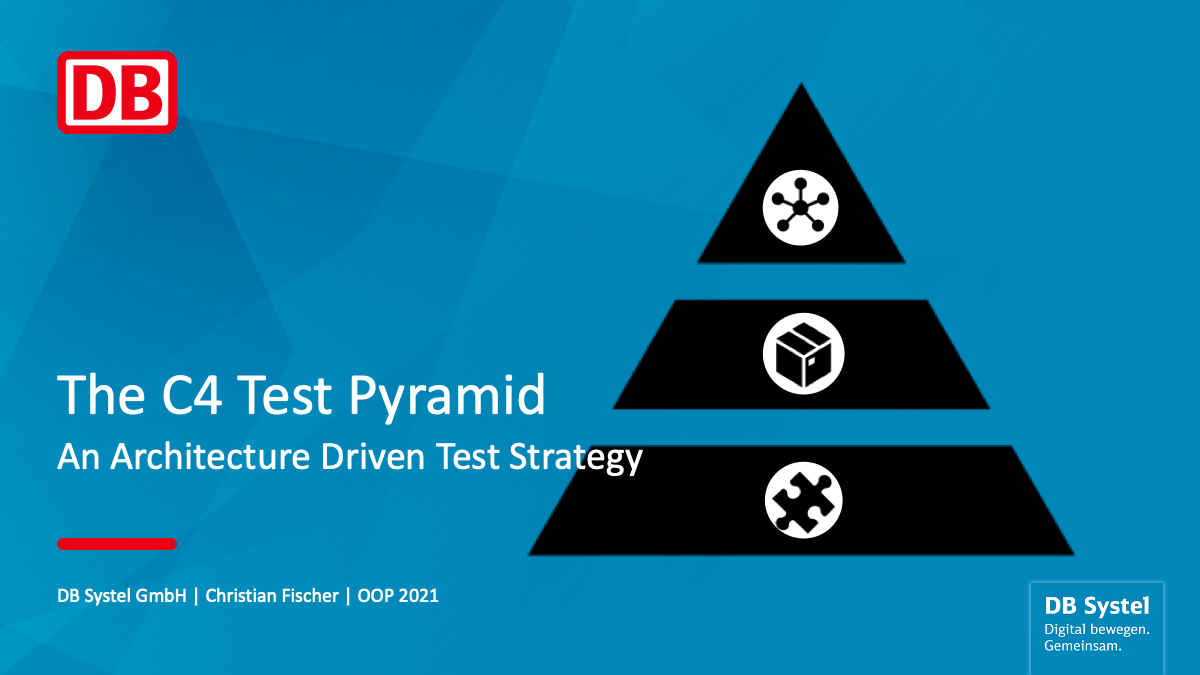 DB
The C4 Test Pyramid
An Architecture Driven Test Strategy
DB Systel GmbH | Christian Fischer | OOP 2021
DB Systel
Digital bewegen.
Gemeinsam.